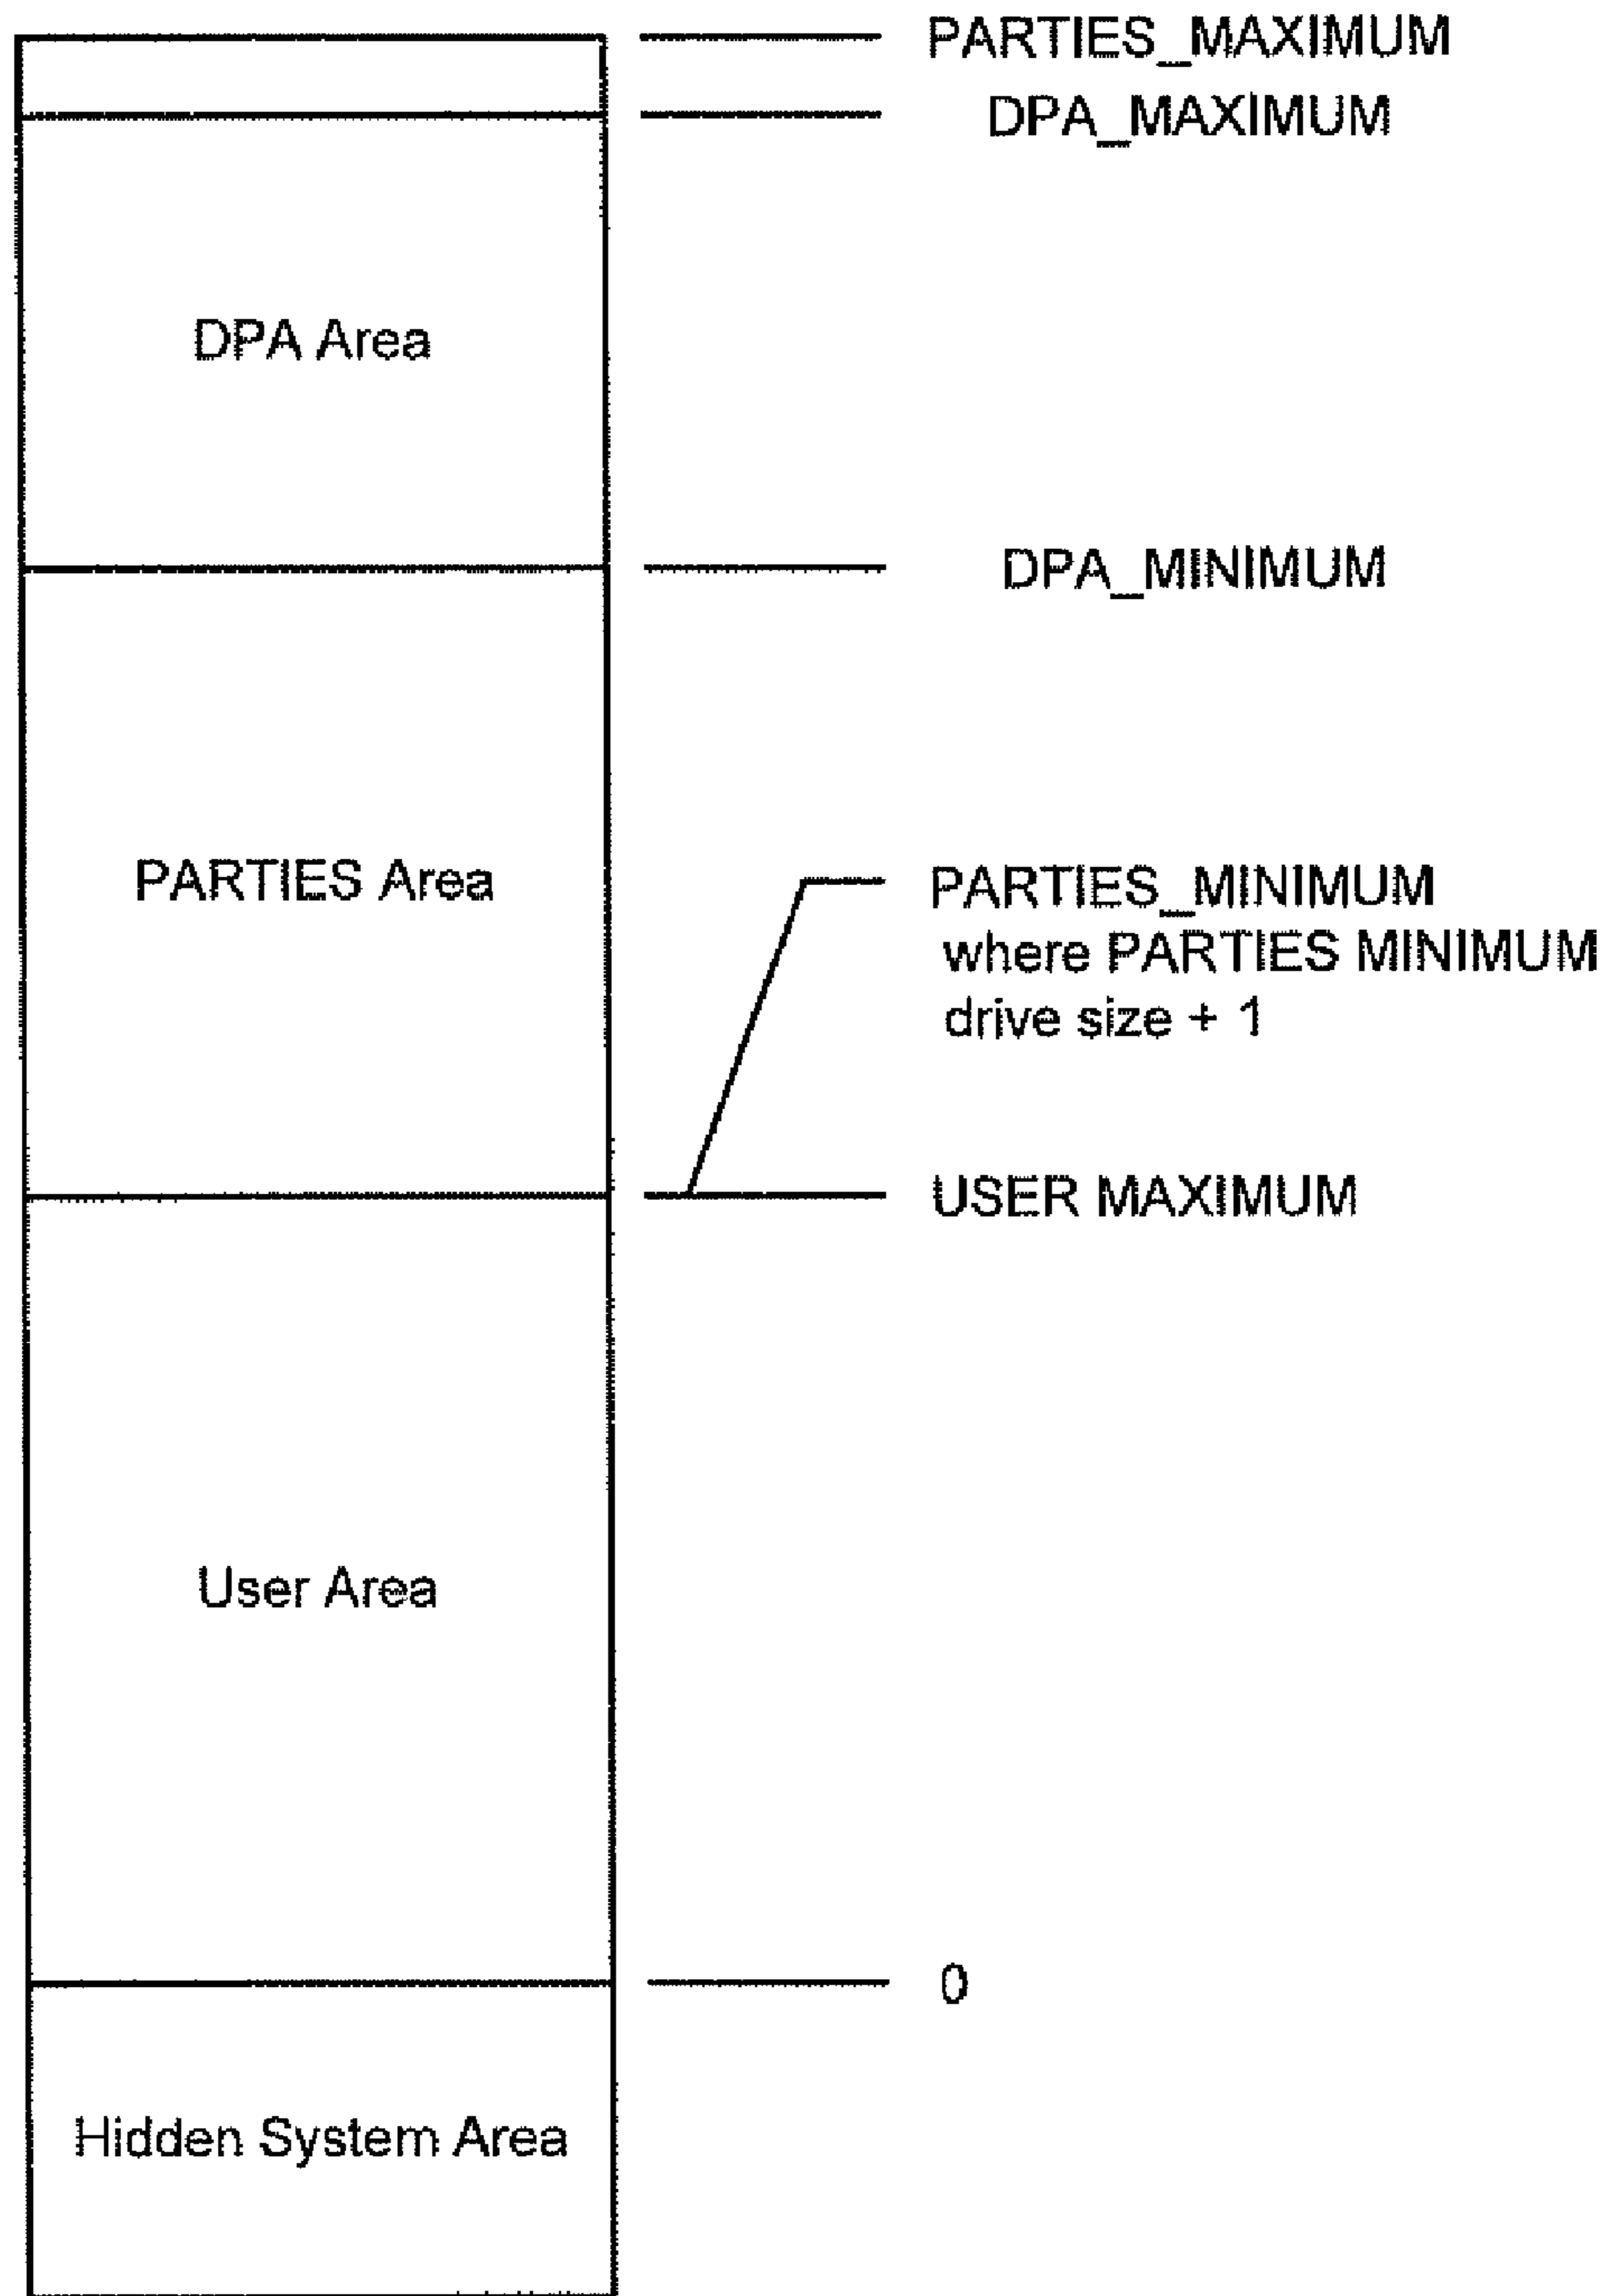 PARTIES_MAXIMUM
DPA_MAXIMUM
DPA Area
DPA_MINIMUM
PARTIES Area
PARTIES_MINIMUM
where PARTIES MINIMUM
drive size + 1
USER MAXIMUM
User Area
0
Hidden System Area